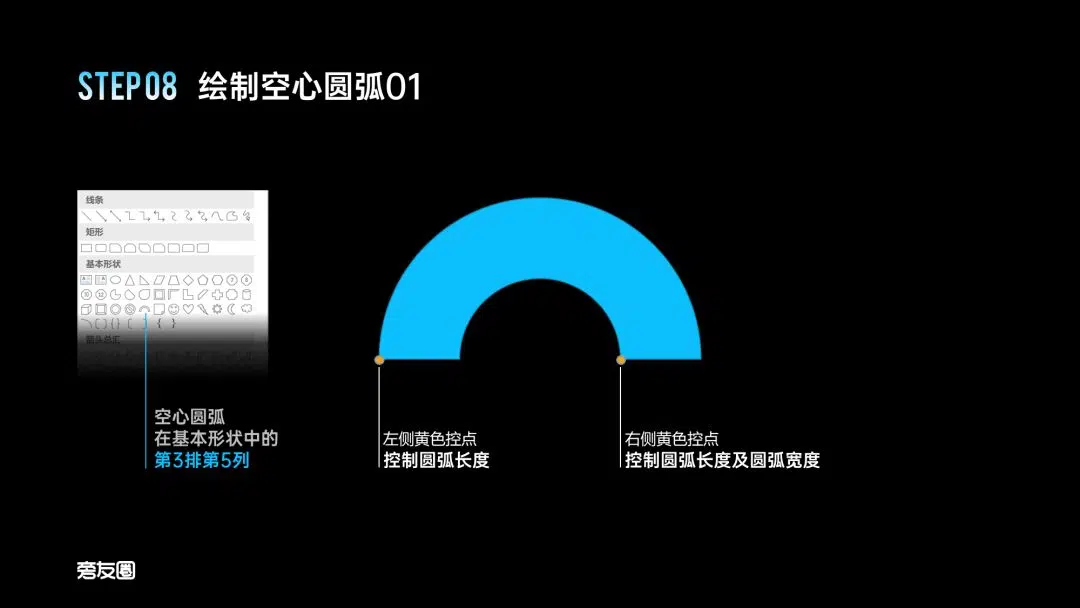 STEP08 绘制空心圆弧01
线条
矩形
基本形状
箭头总汇
空心圆弧
在基本形状中的
第3排第5列
左侧黄色控点
控制圆弧长度
右侧黄色控点
控制圆弧长度及圆弧宽度
旁友圈